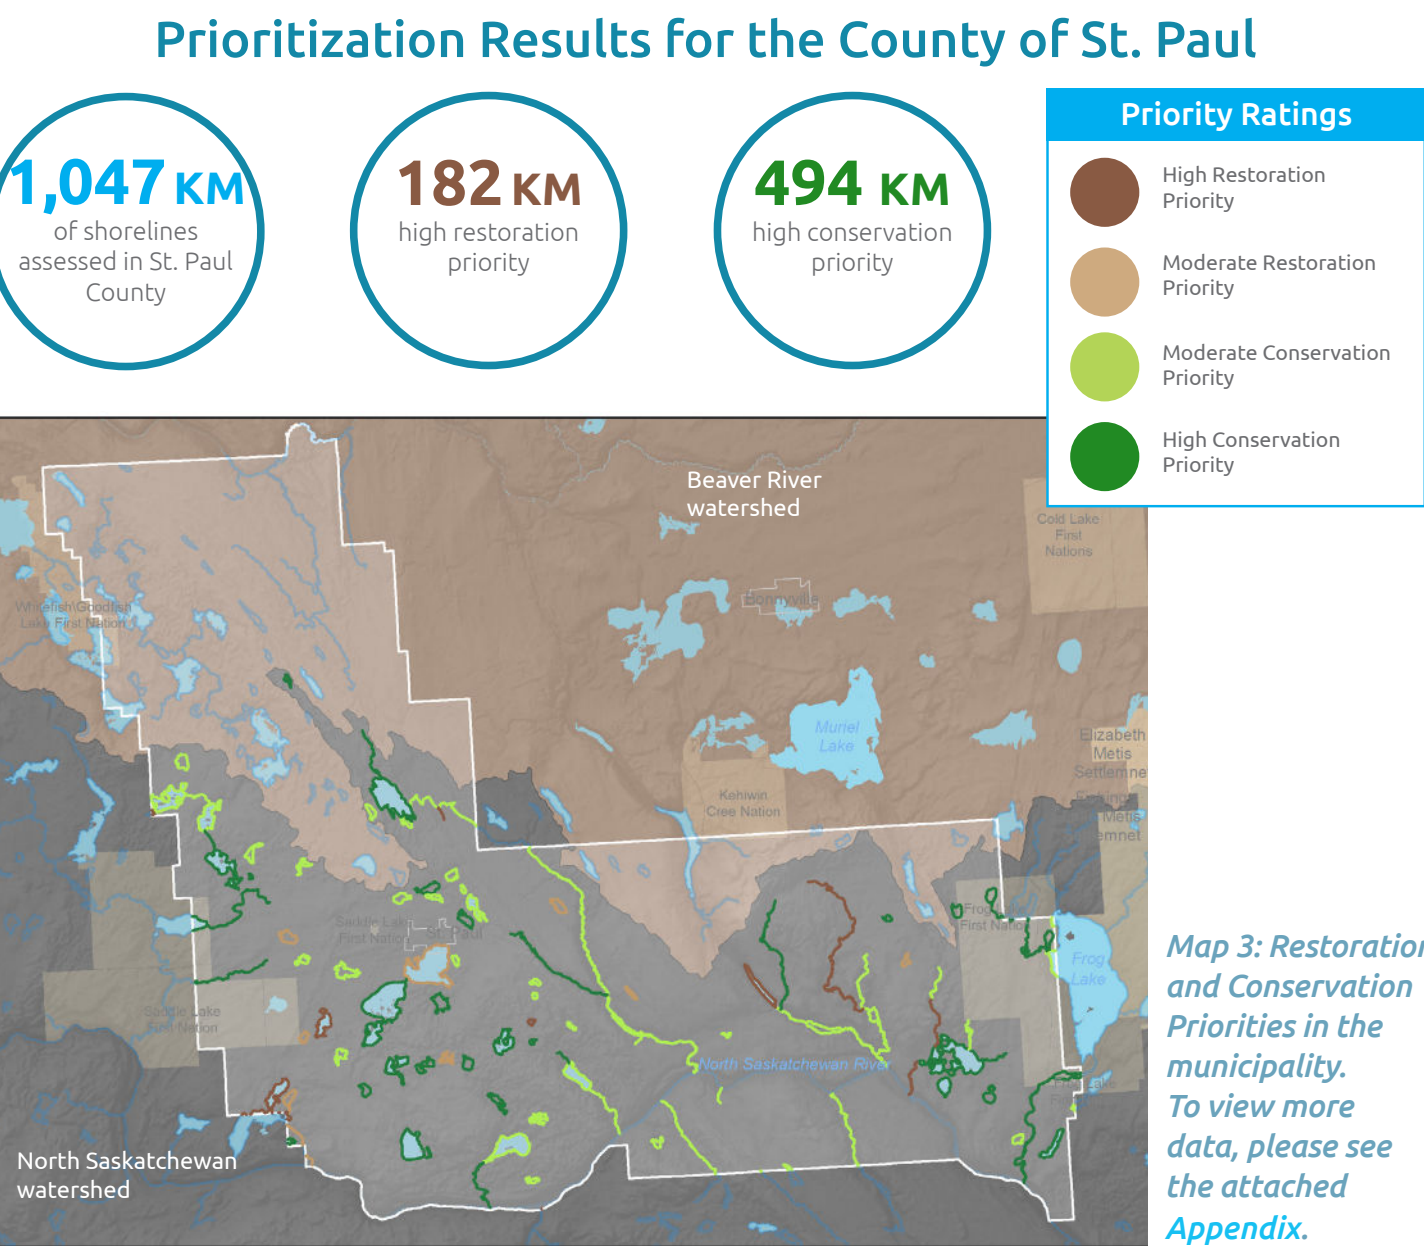 Prioritization Results for the County of St. Paul
1,047 KM
of shorelines
assessed in St. Paul
County
182 KM
high restoration
priority
494 KM
high conservation
priority
Priority Ratings
High Restoration
Priority
Moderate Restoration
Priority
Moderate Conservation
Priority
High Conservation
Priority
Beaver River
watershed
Cold Lake
First
Nations
Bonnyville
Whitefish\Goodfish
Lake First Nation
Muriel
Lake
Elizabeth
Metis
Settlemne
Kehiwin
Cree Nation
Metis
emnet
Saddle Lake
First Nation
St. Paul
Frog Lake
First Nation
Frog
Lake
Saddle Lake
First Nation
North Saskatchewan River
Lake
North Saskatchewan
watershed
Map 3: Restoration
and Conservation
Priorities in the
municipality.
To view more
data, please see
the attached
Appendix.